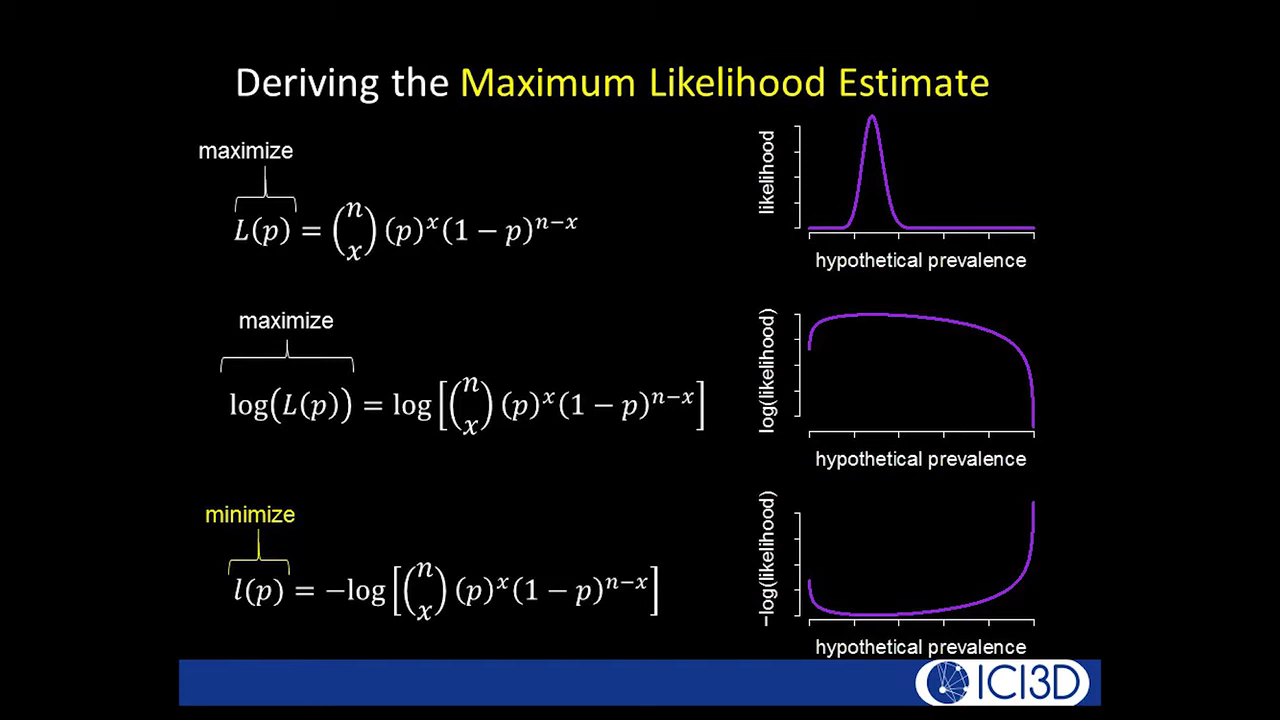 Deriving the Maximum Likelihood Estimate
maximize
L(p) = (n x) (p)^x (1 − p)^{n−x}
likelihood
hypothetical prevalence
maximize
log(L(p)) = log[(n x) (p)^x (1 − p)^{n−x}]
log(likelihood)
hypothetical prevalence
minimize
l(p) = −log[(n x) (p)^x (1 − p)^{n−x}]
−log(likelihood)
hypothetical prevalence
ICI3D